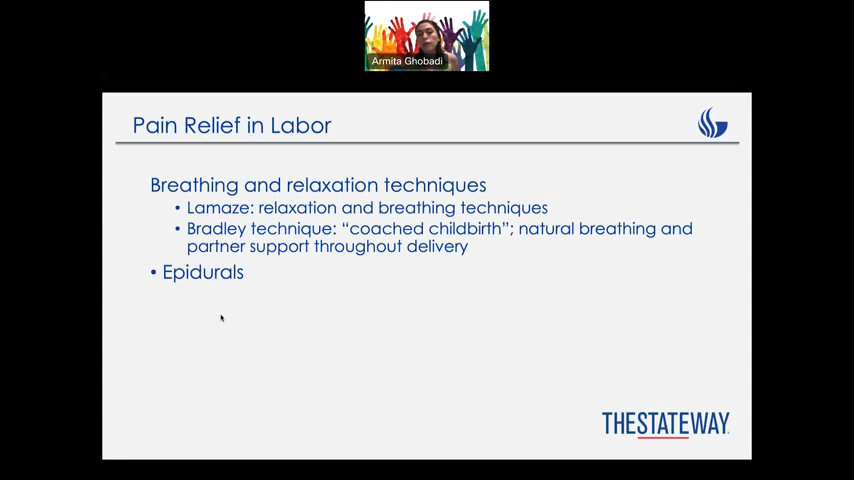 Armita Ghobadi
Pain Relief in Labor
Breathing and relaxation techniques
• Lamaze: relaxation and breathing techniques
• Bradley technique: “coached childbirth”; natural breathing and
partner support throughout delivery
• Epidurals
THESTATEWAY.